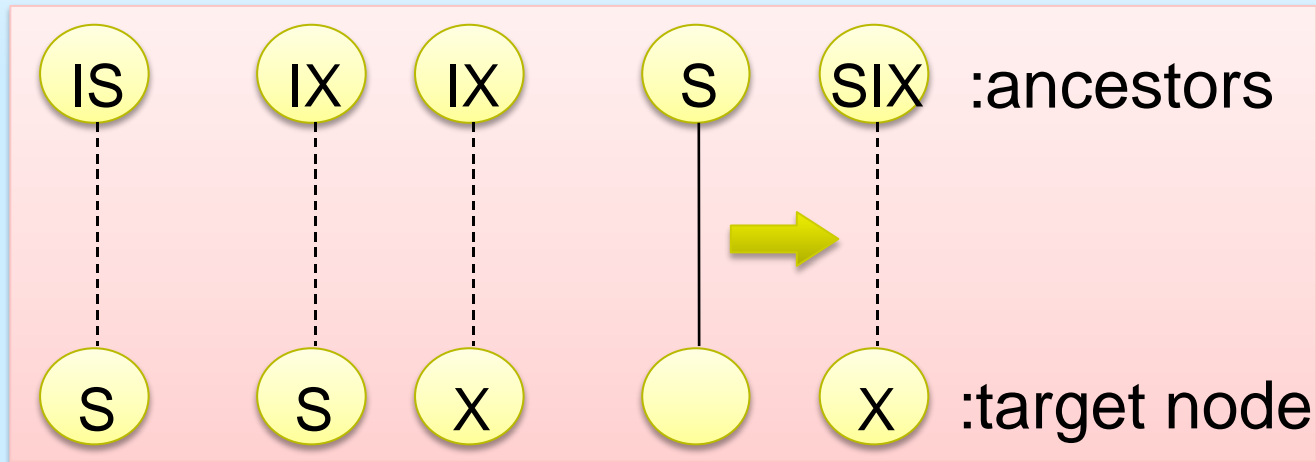 IS IX IX S SIX :ancestors
S S X X :target node